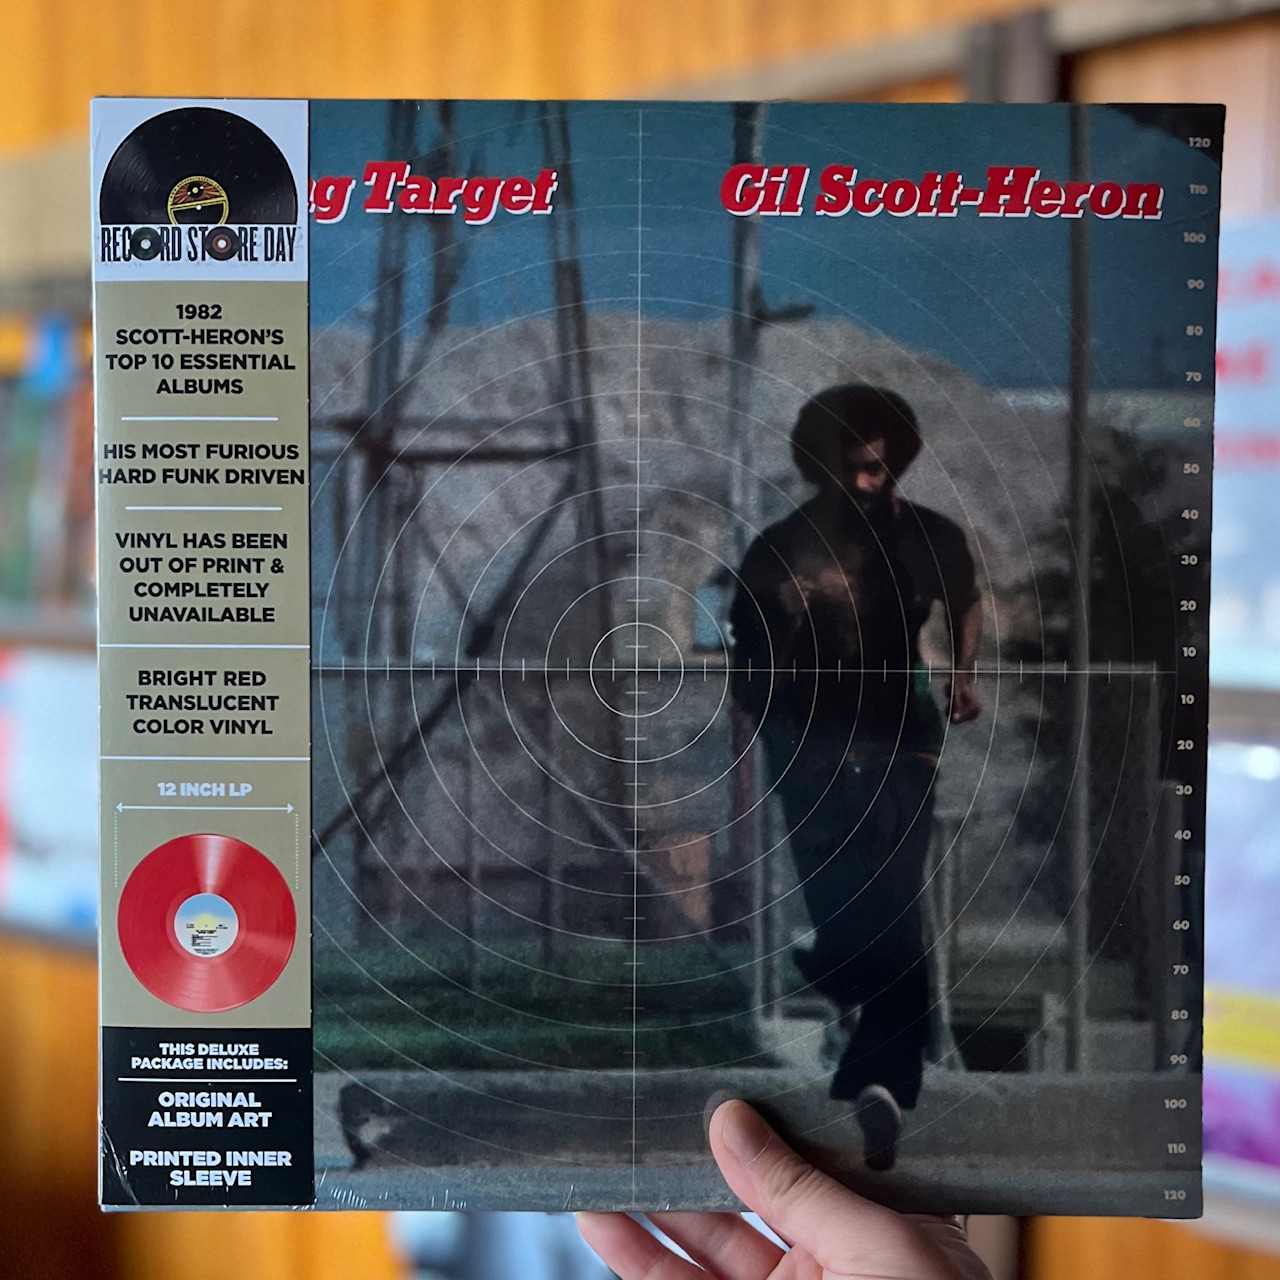 RECORD STORE DAY
1982
SCOTT-HERON'S
TOP 10 ESSENTIAL
ALBUMS
HIS MOST FURIOUS
HARD FUNK DRIVEN
VINYL HAS BEEN
OUT OF PRINT &
COMPLETELY
UNAVAILABLE
BRIGHT RED
TRANSLUCENT
COLOR VINYL
12 INCH LP
THIS DELUXE
PACKAGE INCLUDES:
ORIGINAL
ALBUM ART
PRINTED INNER
SLEEVE
ng Target
Gil Scott-Heron
120
110
100
90
80
70
60
50
40
30
20
10
10
20
30
40
50
60
70
80
90
100
110
120